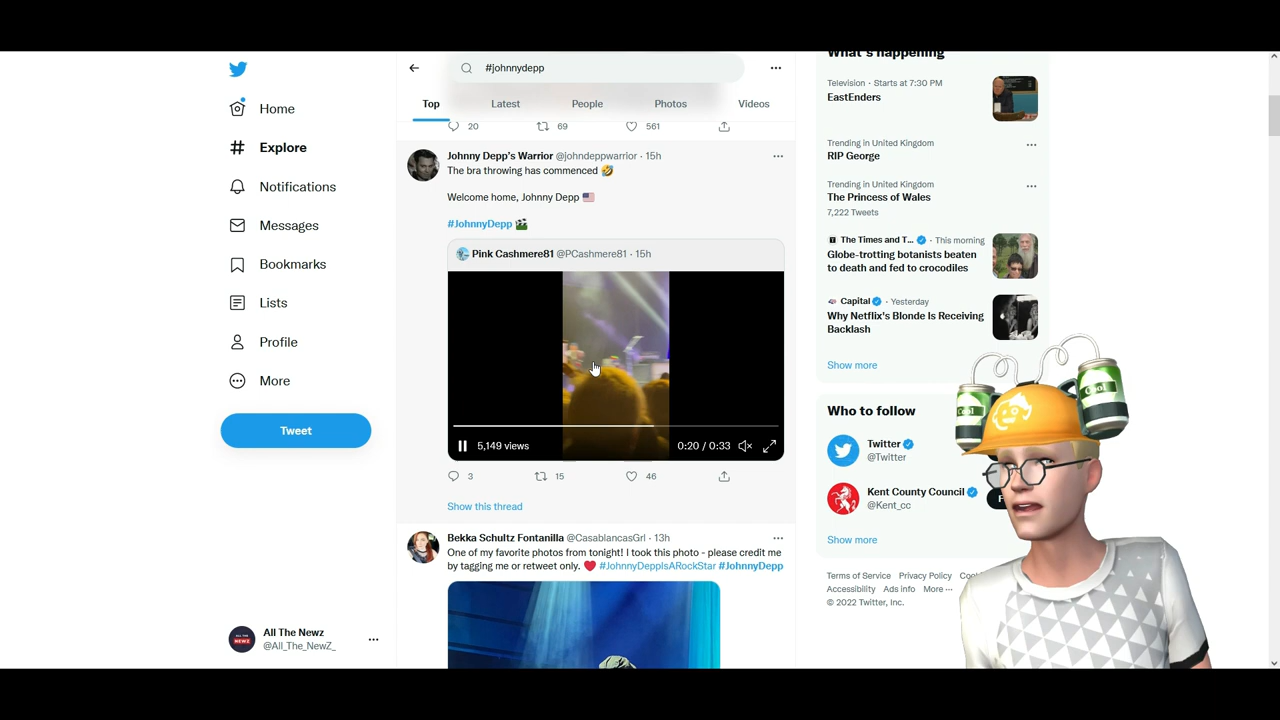 Home
Explore
Notifications
Messages
Bookmarks
Lists
Profile
More
Tweet
All The Newz
@All_The_NewZ_
#johnnydepp
Top
Latest
People
Photos
Videos
20
69
561
Johnny Depp's Warrior @johndeppwarrior · 15h
The bra throwing has commenced 🤣
Welcome home, Johnny Depp 🇺🇸
#JohnnyDepp 🎬
Pink Cashmere81 @PCashmere81 · 15h
5,149 views
0:20 / 0:33
3
15
46
Show this thread
Bekka Schultz Fontanilla @CasablancasGrl · 13h
One of my favorite photos from tonight! I took this photo - please credit me
by tagging me or retweet only. ❤️ #JohnnyDeppIsARockStar #JohnnyDepp
What's happening
Television · Starts at 7:30 PM
EastEnders
Trending in United Kingdom
RIP George
Trending in United Kingdom
The Princess of Wales
7,222 Tweets
The Times and T... · This morning
Globe-trotting botanists beaten
to death and fed to crocodiles
Capital · Yesterday
Why Netflix's Blonde Is Receiving
Backlash
Show more
Who to follow
Twitter
@Twitter
Kent County Council
@Kent_cc
F
Show more
Terms of Service Privacy Policy
Accessibility Ads info More ···
© 2022 Twitter, Inc.
Cool